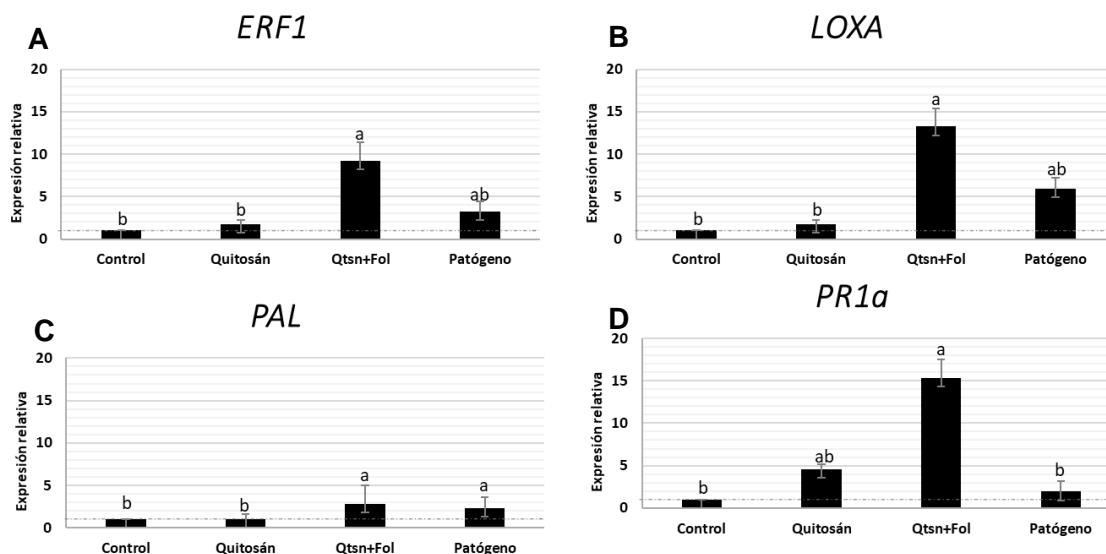 A
ERF1
Expresión relativa
20
15
10
5
0
b
b
a
ab
Control
Quitosán
Qtsn+Fol
Patógeno
B
LOXA
Expresión relativa
20
15
10
5
0
b
b
a
ab
Control
Quitosán
Qtsn+Fol
Patógeno
C
PAL
Expresión relativa
20
15
10
5
0
b
b
a
a
Control
Quitosán
Qtsn+Fol
Patógeno
D
PR1a
Expresión relativa
20
15
10
5
0
b
ab
a
b
Control
Quitosán
Qtsn+Fol
Patógeno